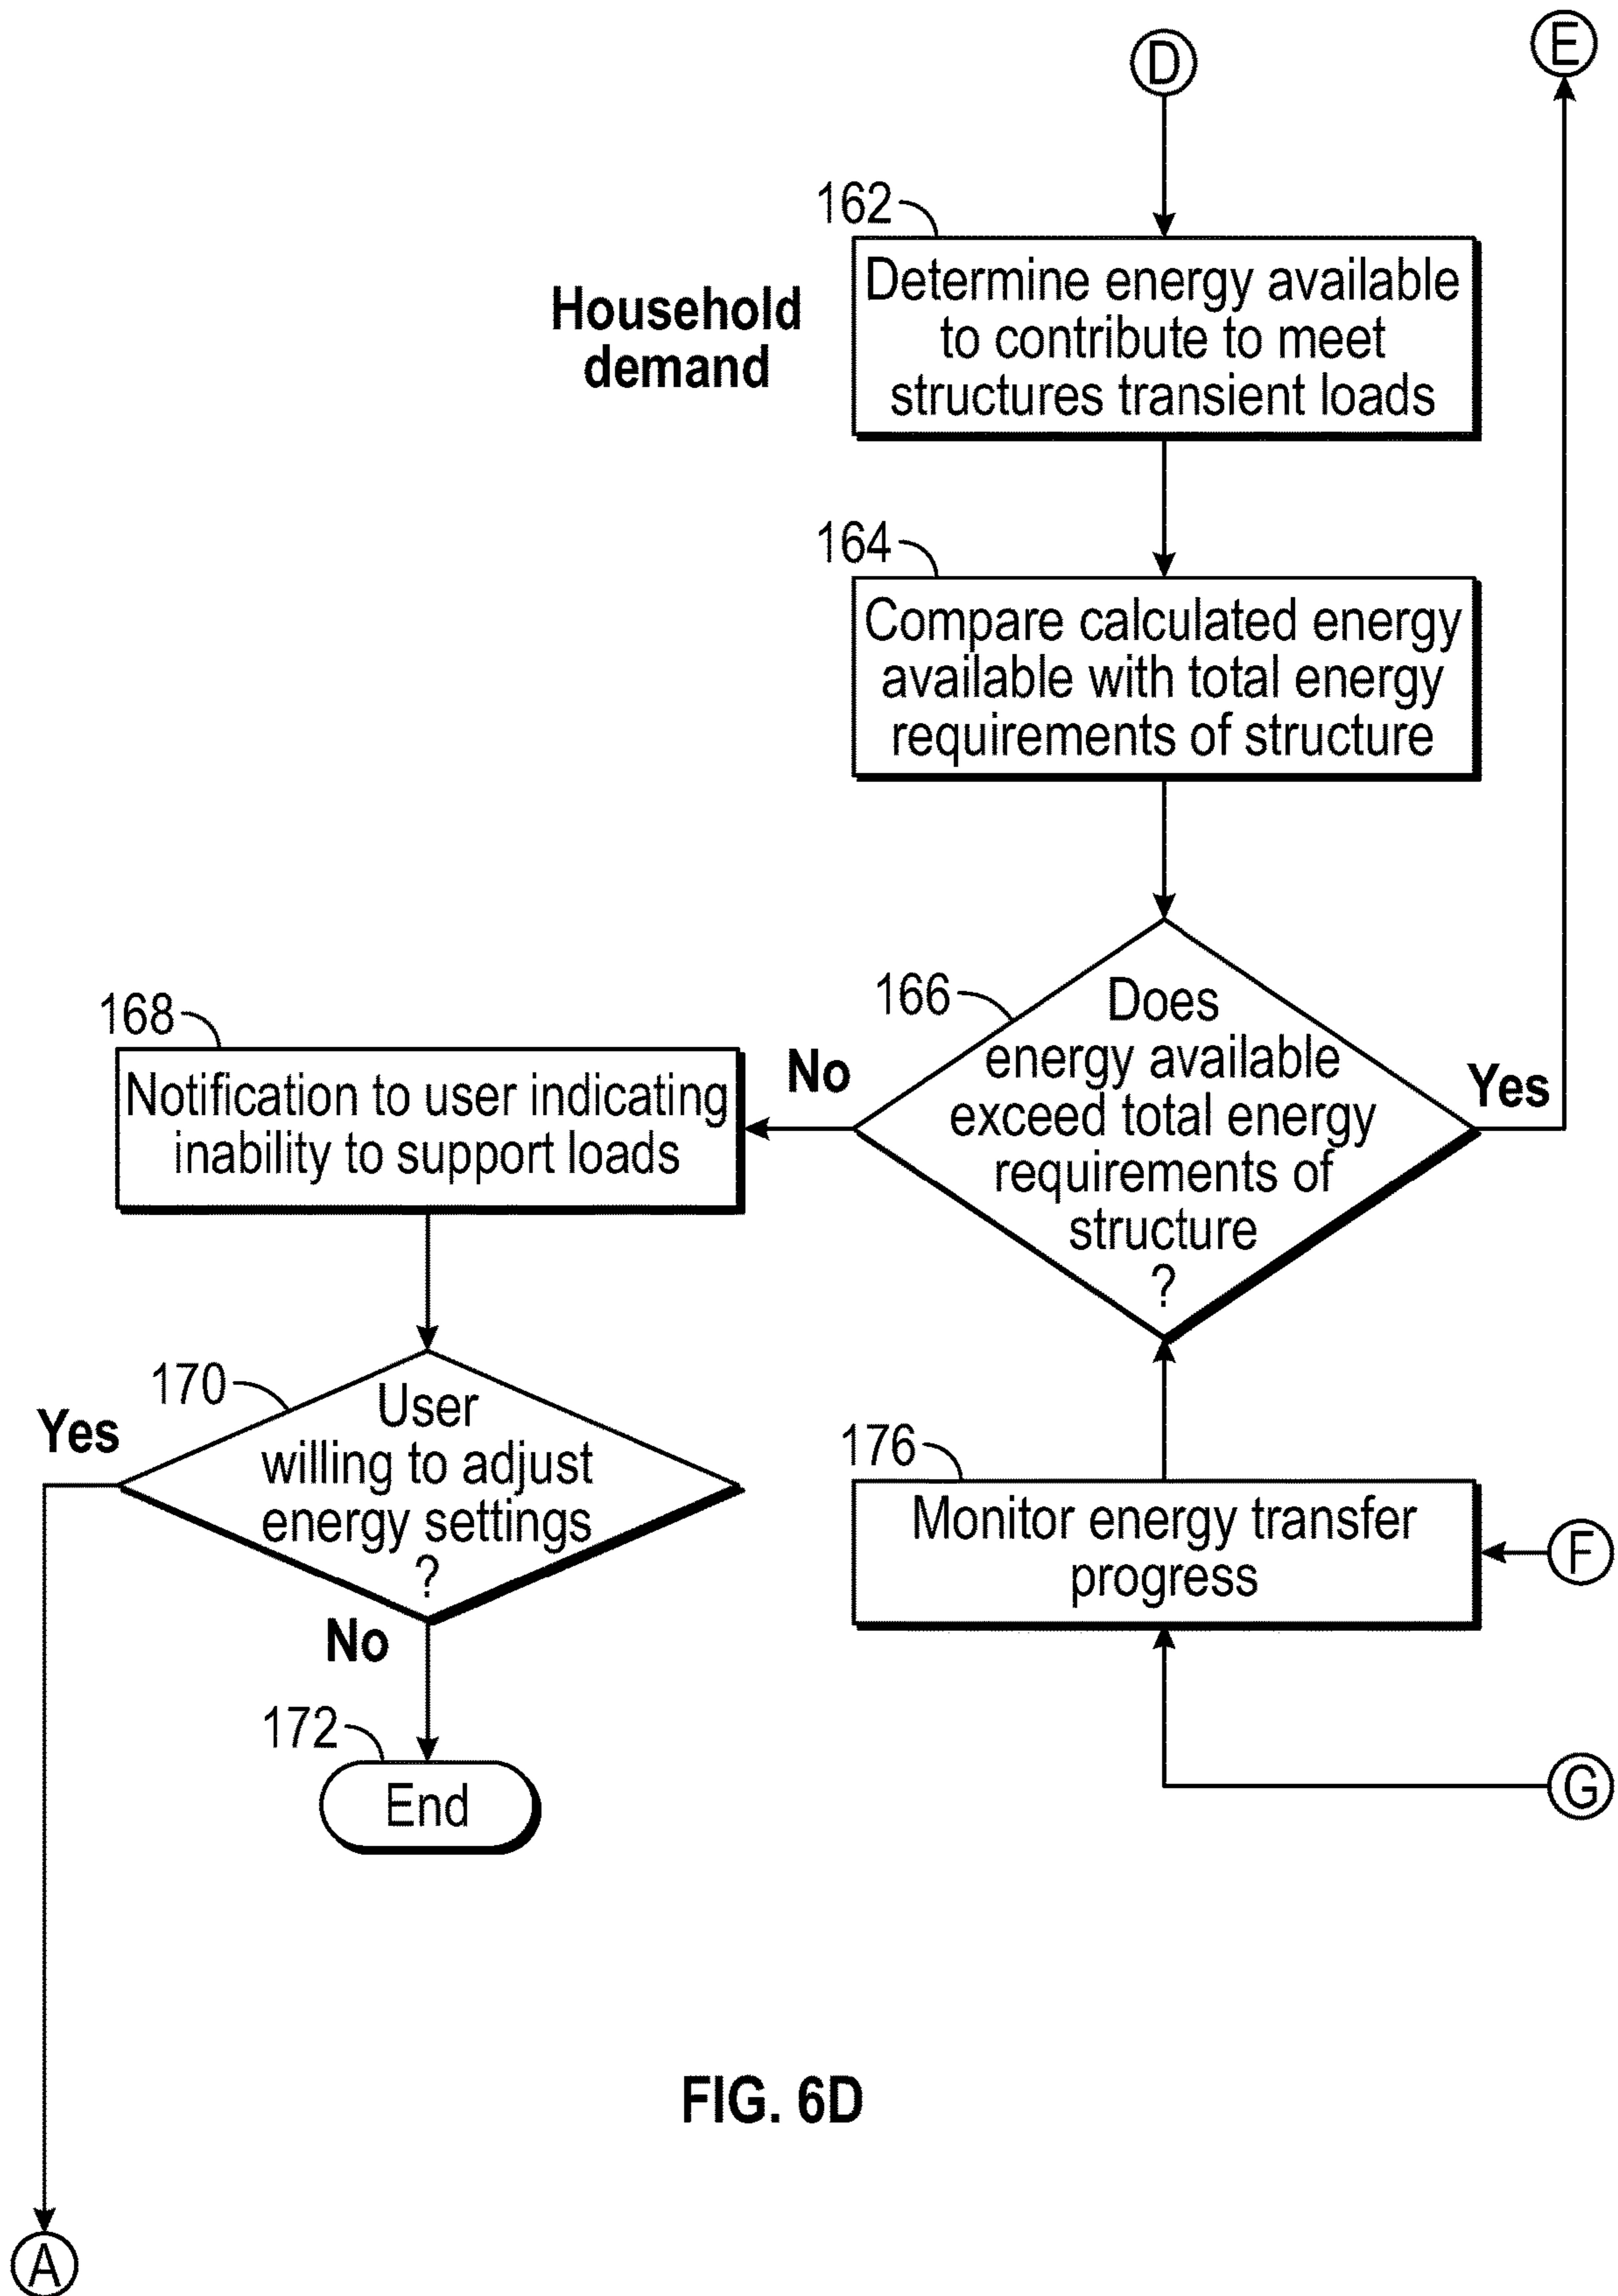 D
E
162
Household
demand
Determine energy available
to contribute to meet
structures transient loads
164
Compare calculated energy
available with total energy
requirements of structure
166
Does
energy available
exceed total energy
requirements of
structure
?
No
Yes
168
Notification to user indicating
inability to support loads
170
User
willing to adjust
energy settings
?
Yes
No
172
End
176
Monitor energy transfer
progress
F
G
FIG. 6D
A